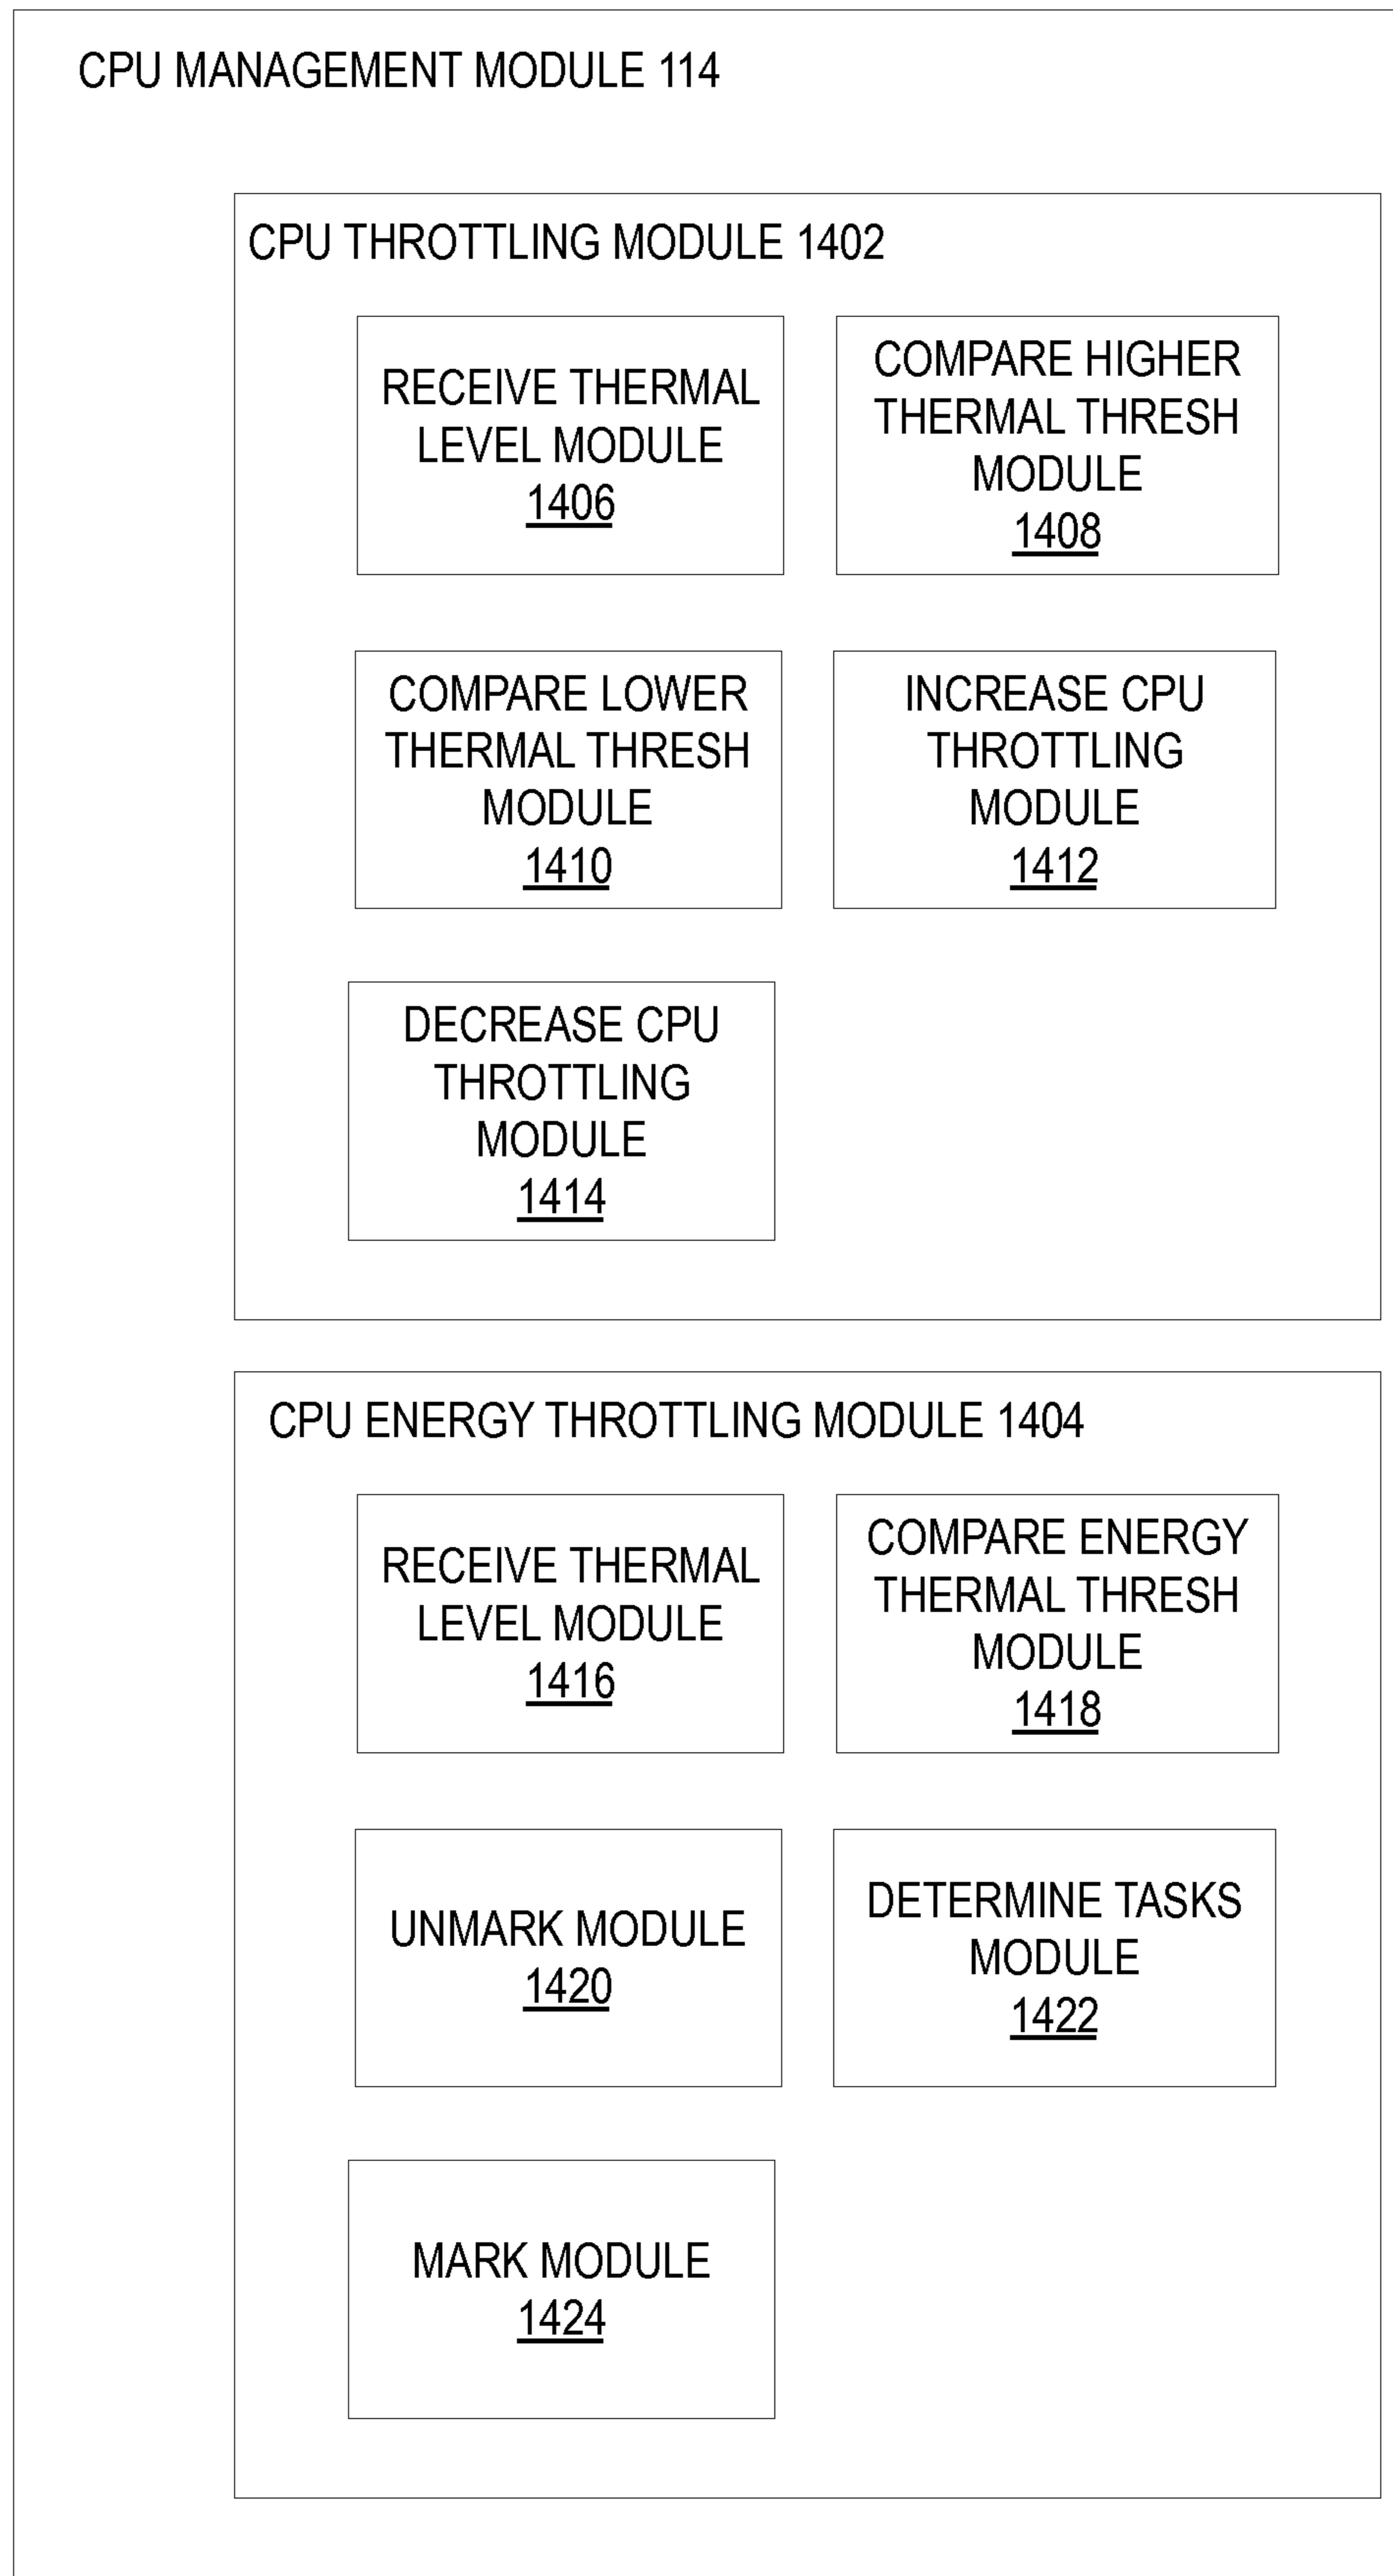 CPU MANAGEMENT MODULE 114
CPU THROTTLING MODULE 1402
RECEIVE THERMAL
LEVEL MODULE
1406
COMPARE HIGHER
THERMAL THRESH
MODULE
1408
COMPARE LOWER
THERMAL THRESH
MODULE
1410
INCREASE CPU
THROTTLING
MODULE
1412
DECREASE CPU
THROTTLING
MODULE
1414
CPU ENERGY THROTTLING MODULE 1404
RECEIVE THERMAL
LEVEL MODULE
1416
COMPARE ENERGY
THERMAL THRESH
MODULE
1418
UNMARK MODULE
1420
DETERMINE TASKS
MODULE
1422
MARK MODULE
1424